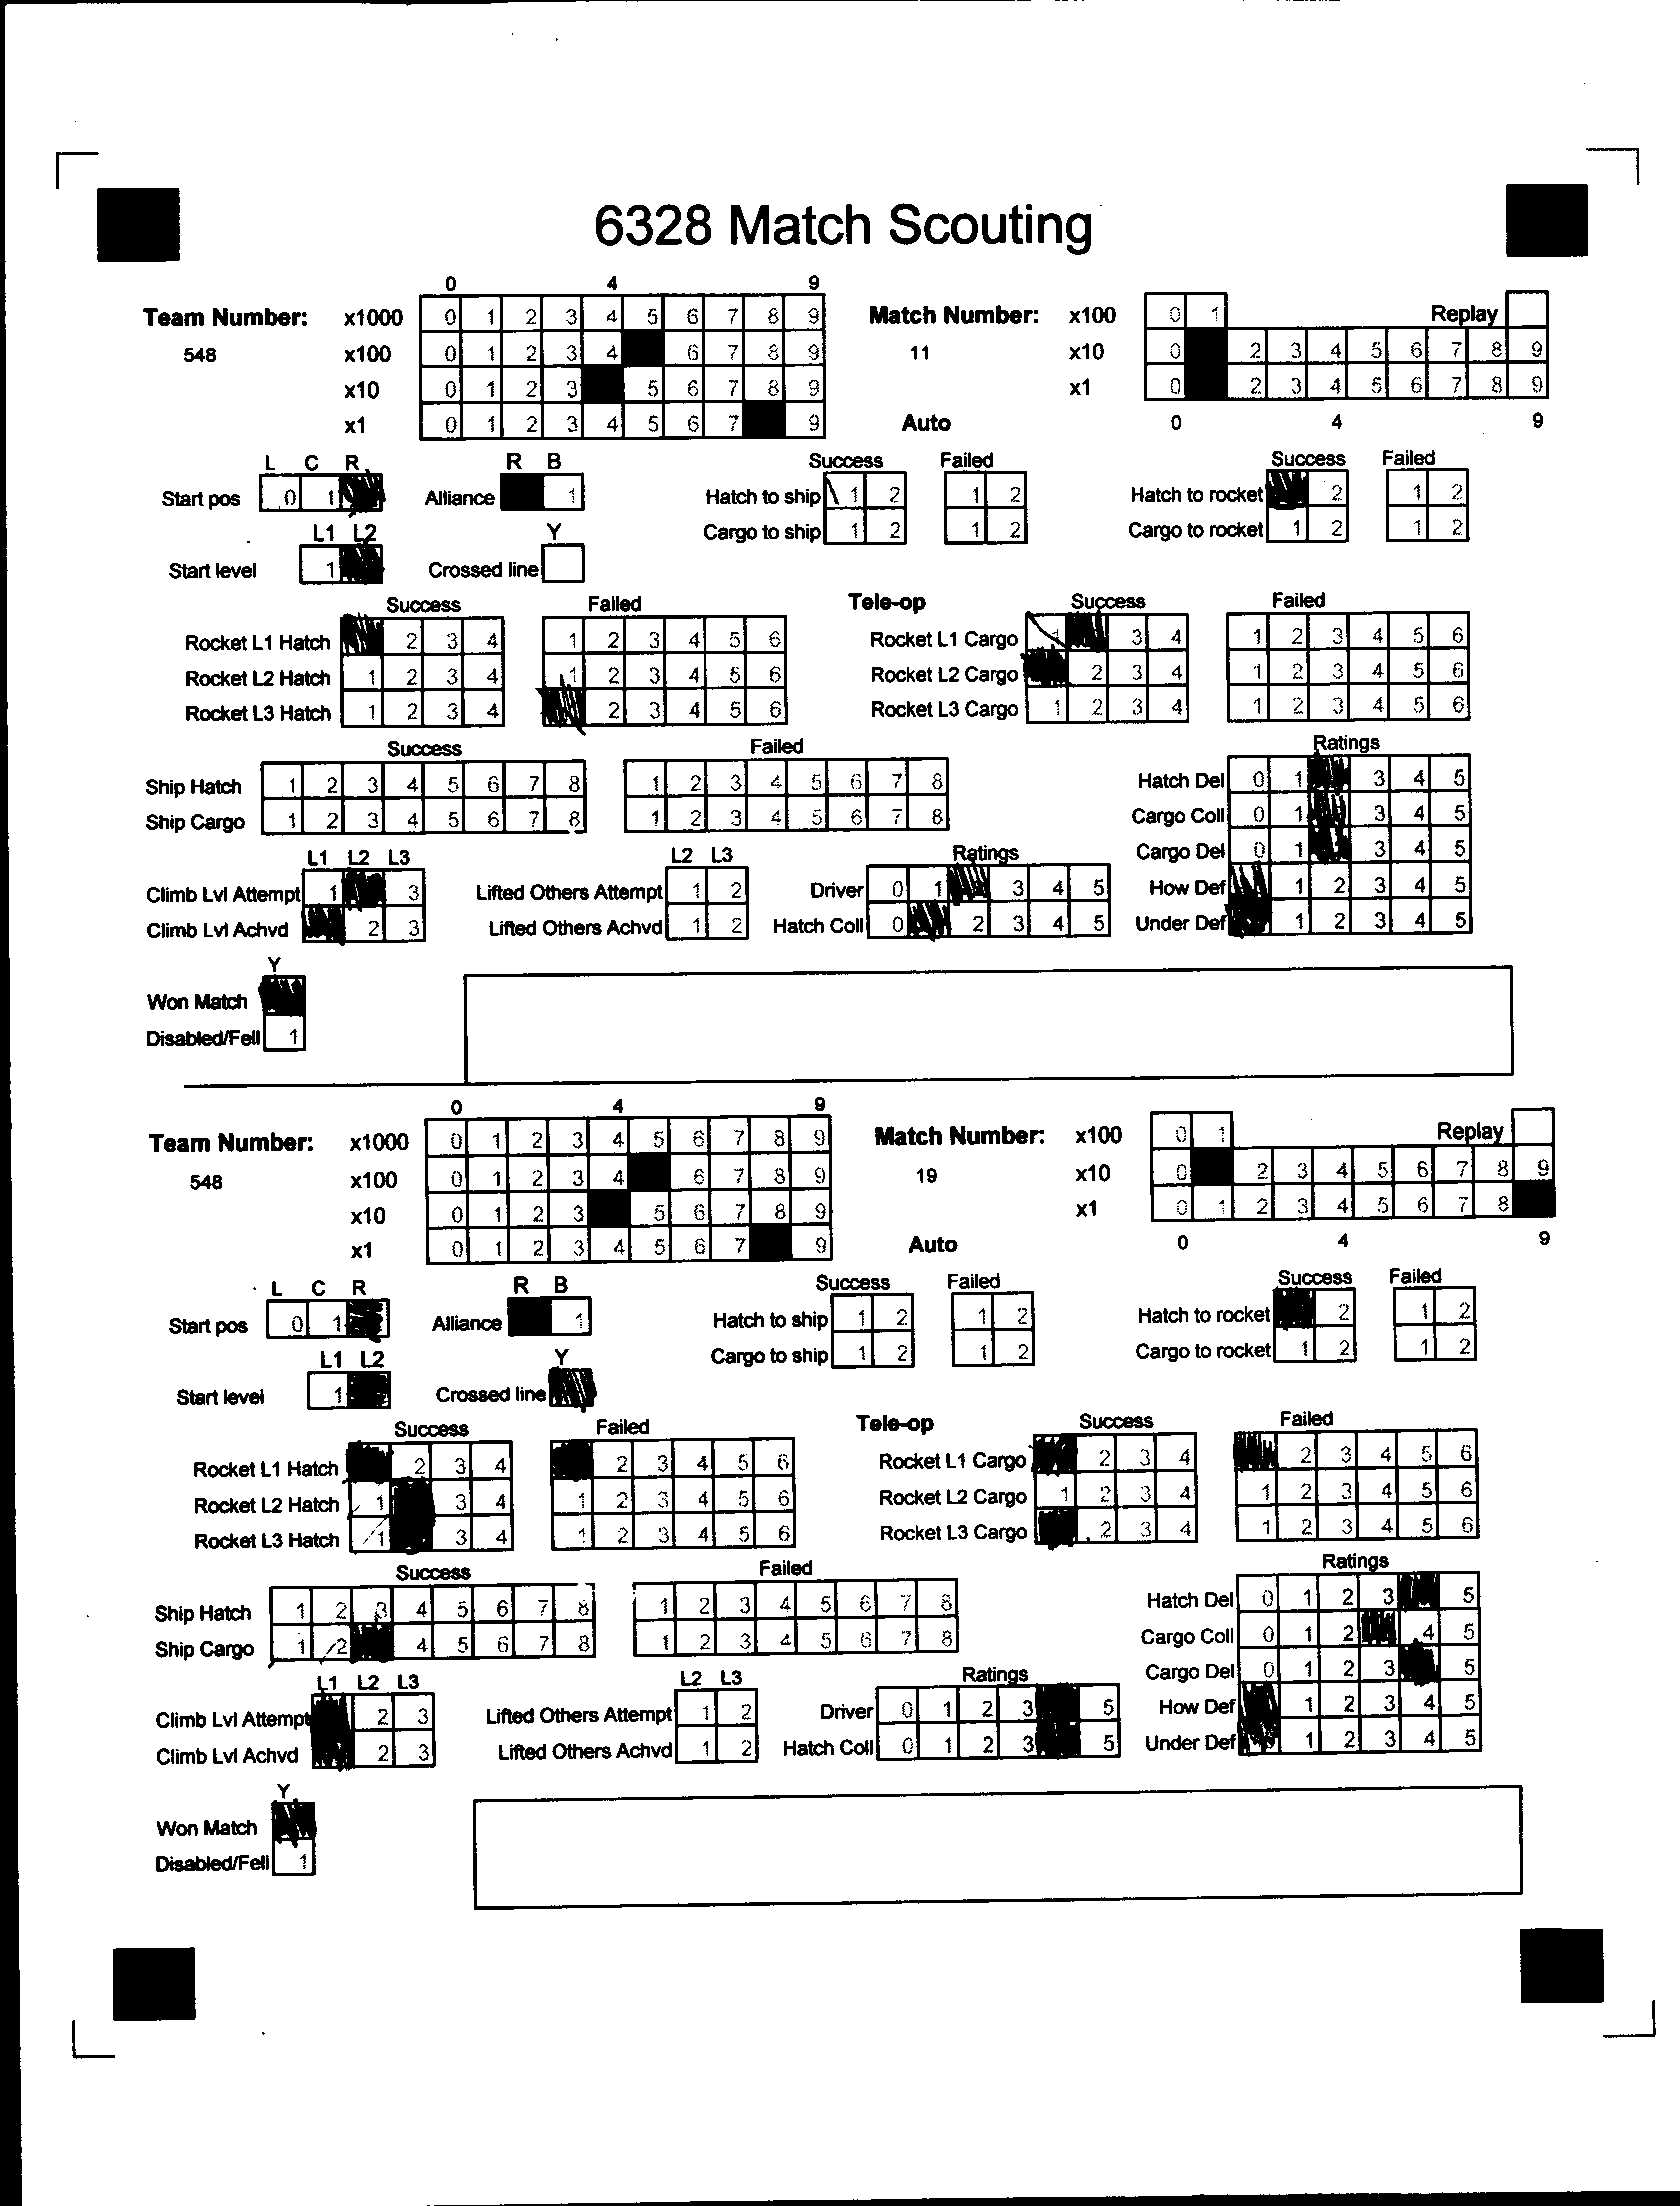 6328 Match Scouting
0 4 9
Team Number: x1000 0 1 2 3 4 5 6 7 8 9 Match Number: x100 0 1 Replay
548 x100 0 1 2 3 4 6 7 8 9 11 x10 0 2 3 4 5 6 7 8 9
x10 0 1 2 3 5 6 7 8 9 x1 0 2 3 4 5 6 7 8 9
x1 0 1 2 3 4 5 6 7 9 Auto 0 4 9
L C R R B Success Failed Success Failed
Start pos 0 1 Alliance 1 Hatch to ship 1 2 1 2 Hatch to rocket 2 1 2
L1 L2 Y Cargo to ship 1 2 1 2 Cargo to rocket 1 2 1 2
Start level 1 Crossed line
Success Failed Tele-op Success Failed
Rocket L1 Hatch 2 3 4 1 2 3 4 5 6 Rocket L1 Cargo 1 3 4 1 2 3 4 5 6
Rocket L2 Hatch 1 2 3 4 1 2 3 4 5 6 Rocket L2 Cargo 2 3 4 1 2 3 4 5 6
Rocket L3 Hatch 1 2 3 4 2 3 4 5 6 Rocket L3 Cargo 1 2 3 4 1 2 3 4 5 6
Success Failed Ratings
Ship Hatch 1 2 3 4 5 6 7 8 1 2 3 4 5 6 7 8 Hatch Del 0 1 3 4 5
Ship Cargo 1 2 3 4 5 6 7 8 1 2 3 4 5 6 7 8 Cargo Coll 0 1 3 4 5
L1 L2 L3 L2 L3 Ratings Cargo Del 0 1 3 4 5
Climb Lvl Attempt 1 3 Lifted Others Attempt 1 2 Driver 0 1 3 4 5 How Def 1 2 3 4 5
Climb Lvl Achvd 2 3 Lifted Others Achvd 1 2 Hatch Coll 0 2 3 4 5 Under Def 1 2 3 4 5
Y
Won Match
Disabled/Fell 1
0 4 9
Team Number: x1000 0 1 2 3 4 5 6 7 8 9 Match Number: x100 0 1 Replay
548 x100 0 1 2 3 4 6 7 8 9 19 x10 0 2 3 4 5 6 7 8 9
x10 0 1 2 3 5 6 7 8 9 x1 0 1 2 3 4 5 6 7 8
x1 0 1 2 3 4 5 6 7 9 Auto 0 4 9
L C R R B Success Failed Success Failed
Start pos 0 1 Alliance 1 Hatch to ship 1 2 1 2 Hatch to rocket 2 1 2
L1 L2 Y Cargo to ship 1 2 1 2 Cargo to rocket 1 2 1 2
Start level 1 Crossed line
Success Failed Tele-op Success Failed
Rocket L1 Hatch 2 3 4 2 3 4 5 6 Rocket L1 Cargo 2 3 4 2 3 4 5 6
Rocket L2 Hatch 1 3 4 1 2 3 4 5 6 Rocket L2 Cargo 1 2 3 4 1 2 3 4 5 6
Rocket L3 Hatch 1 3 4 1 2 3 4 5 6 Rocket L3 Cargo 2 3 4 1 2 3 4 5 6
Success Failed Ratings
Ship Hatch 1 2 3 4 5 6 7 8 1 2 3 4 5 6 7 8 Hatch Del 0 1 2 3 5
Ship Cargo 1 2 4 5 6 7 8 1 2 3 4 5 6 7 8 Cargo Coll 0 1 2 4 5
L1 L2 L3 L2 L3 Ratings Cargo Del 0 1 2 3 5
Climb Lvl Attempt 2 3 Lifted Others Attempt 1 2 Driver 0 1 2 3 5 How Def 1 2 3 4 5
Climb Lvl Achvd 2 3 Lifted Others Achvd 1 2 Hatch Coll 0 1 2 3 5 Under Def 1 2 3 4 5
Y
Won Match
Disabled/Fell 1